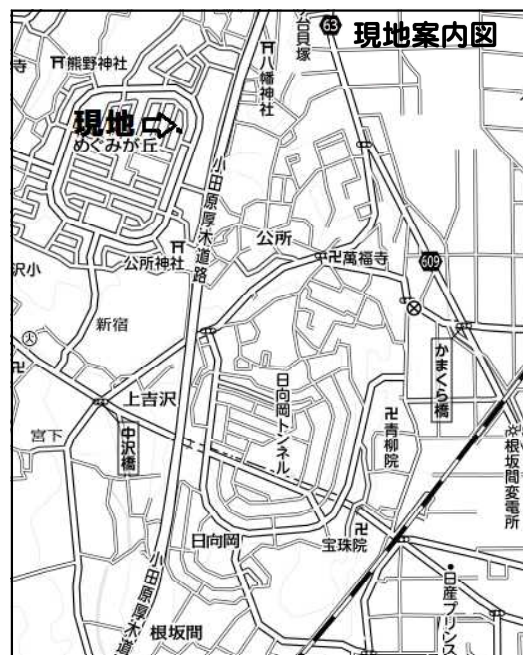 現地案内図
63
台貝塚
寺
熊野神社
八幡神社
現地
めぐみが丘
小田原厚木道路
公所
公所神社
萬福寺
609
沢小
新宿
かまくら橋
上吉沢
日向岡トンネル
青柳院
宮下
中沢橋
根坂間変電所
日向岡
宝珠院
小田原厚木道
根坂間
日産プリンス